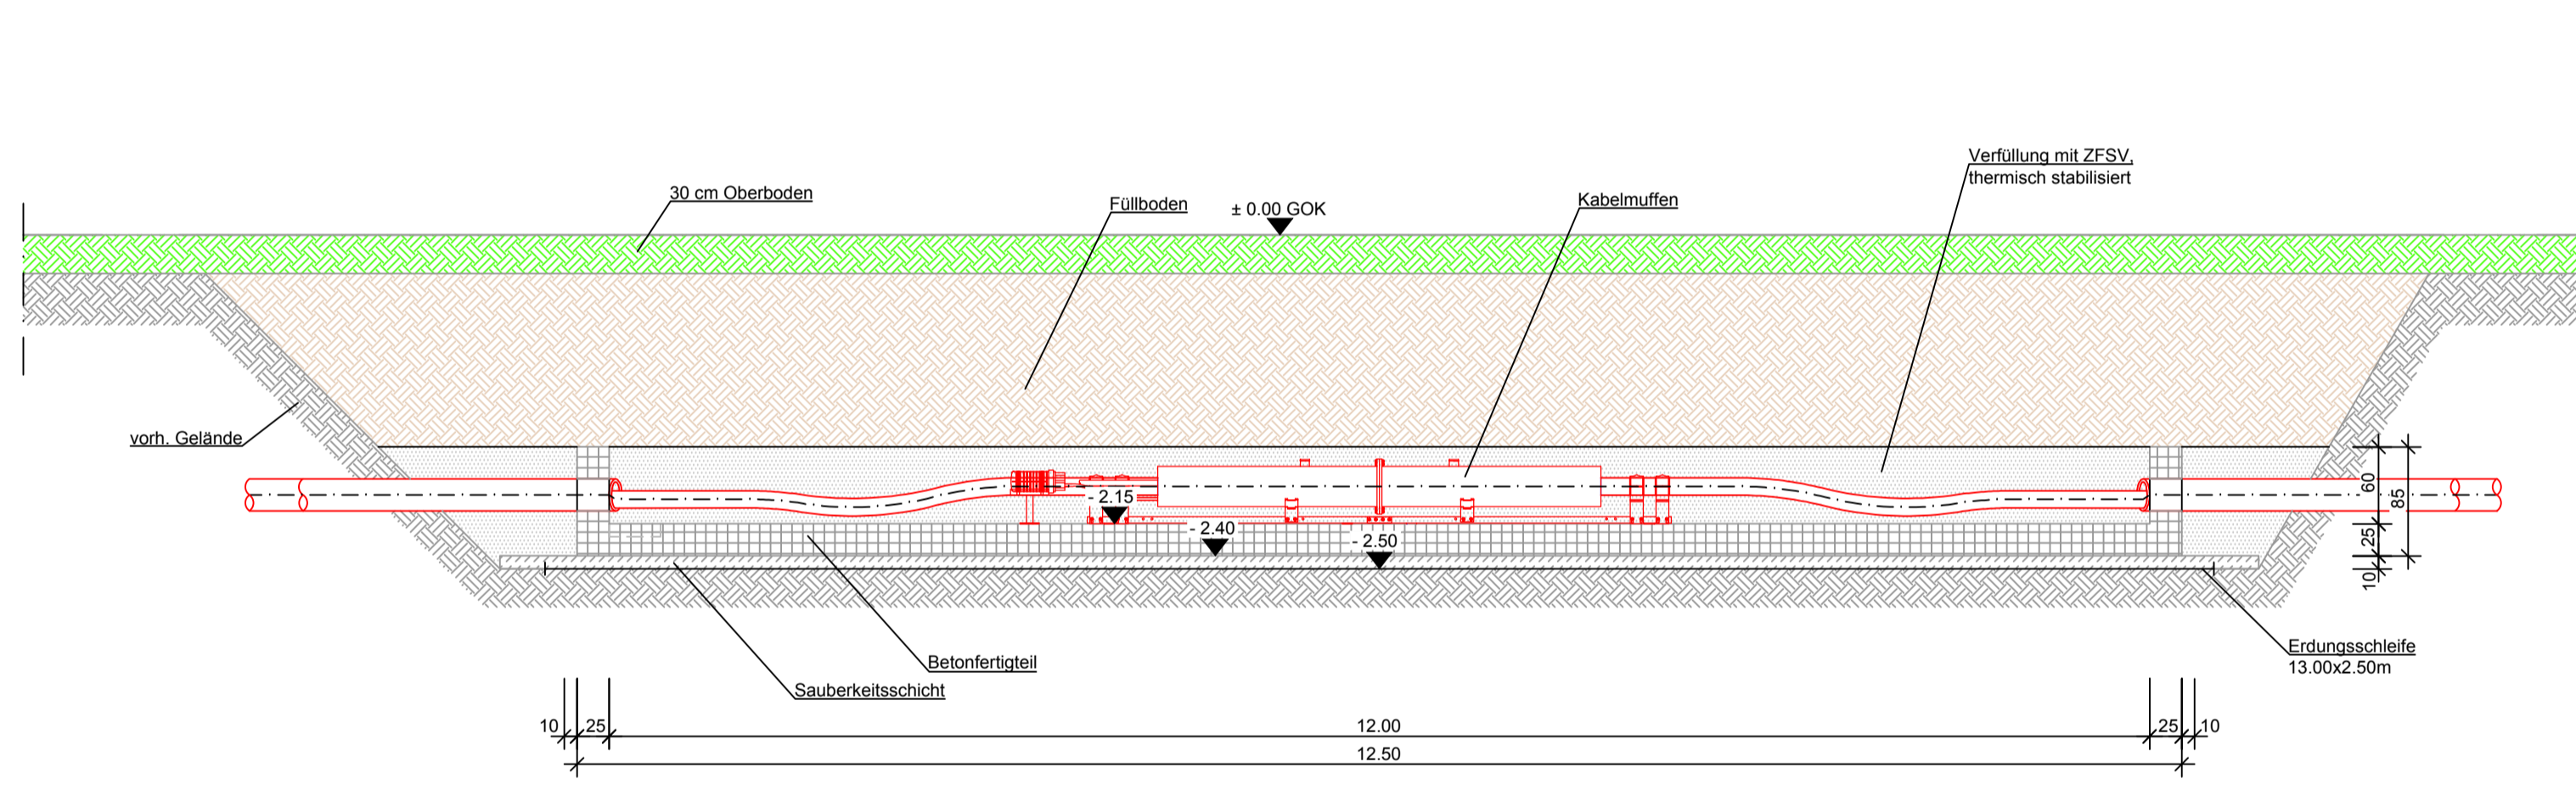 Verfüllung mit ZFSV,
thermisch stabilisiert
30 cm Oberboden
Füllboden
± 0.00 GOK
Kabelmuffen
vorh. Gelände
- 2.15
- 2.40
- 2.50
60
85
25
10
Erdungsschleife
13.00x2.50m
Betonfertigteil
Sauberkeitsschicht
10
25
12.00
25
10
12.50